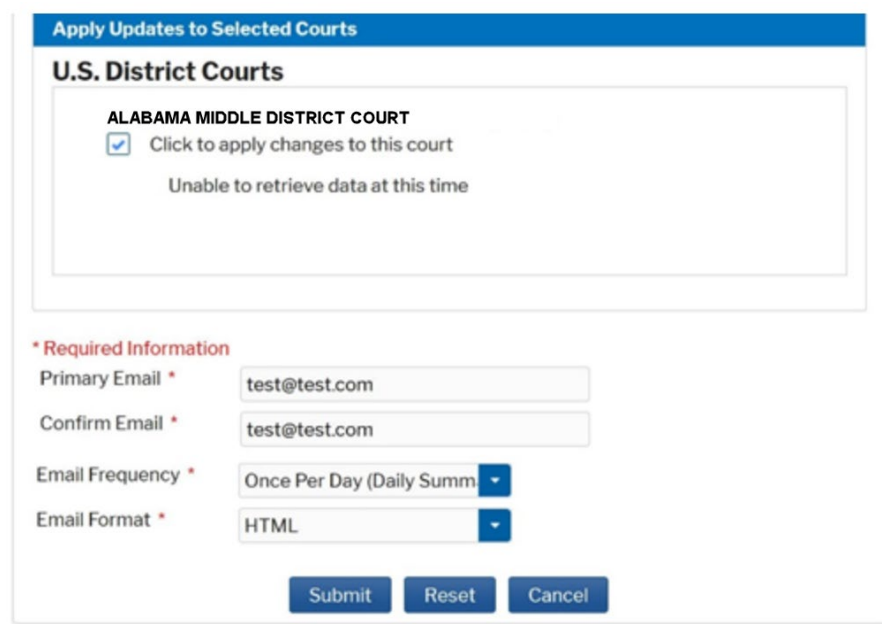 Apply Updates to Selected Courts
U.S. District Courts
ALABAMA MIDDLE DISTRICT COURT
Click to apply changes to this court
Unable to retrieve data at this time
* Required Information
Primary Email * test@test.com
Confirm Email * test@test.com
Email Frequency * Once Per Day (Daily Summ
Email Format * HTML
Submit Reset Cancel